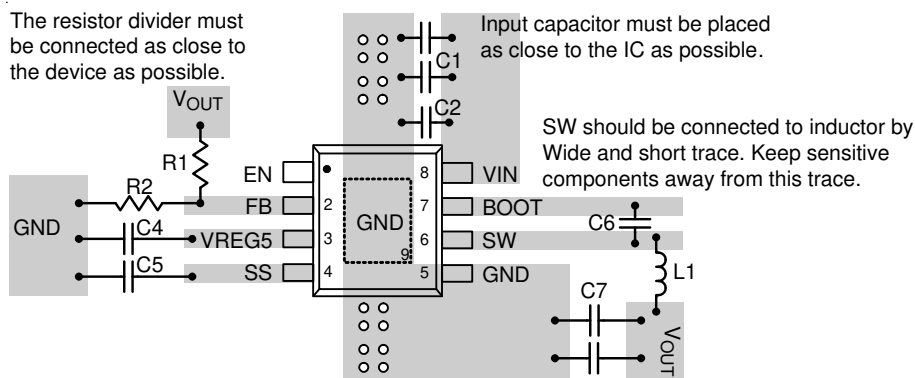 The resistor divider must
be connected as close to
the device as possible.
Input capacitor must be placed
as close to the IC as possible.
C1
C2
VOUT
SW should be connected to inductor by
Wide and short trace. Keep sensitive
components away from this trace.
R1
EN
8
VIN
R2
FB
2
7
BOOT
GND
GND
C4
VREG5
3
6
SW
C6
9
C5
SS
4
5
GND
L1
C7
VOUT